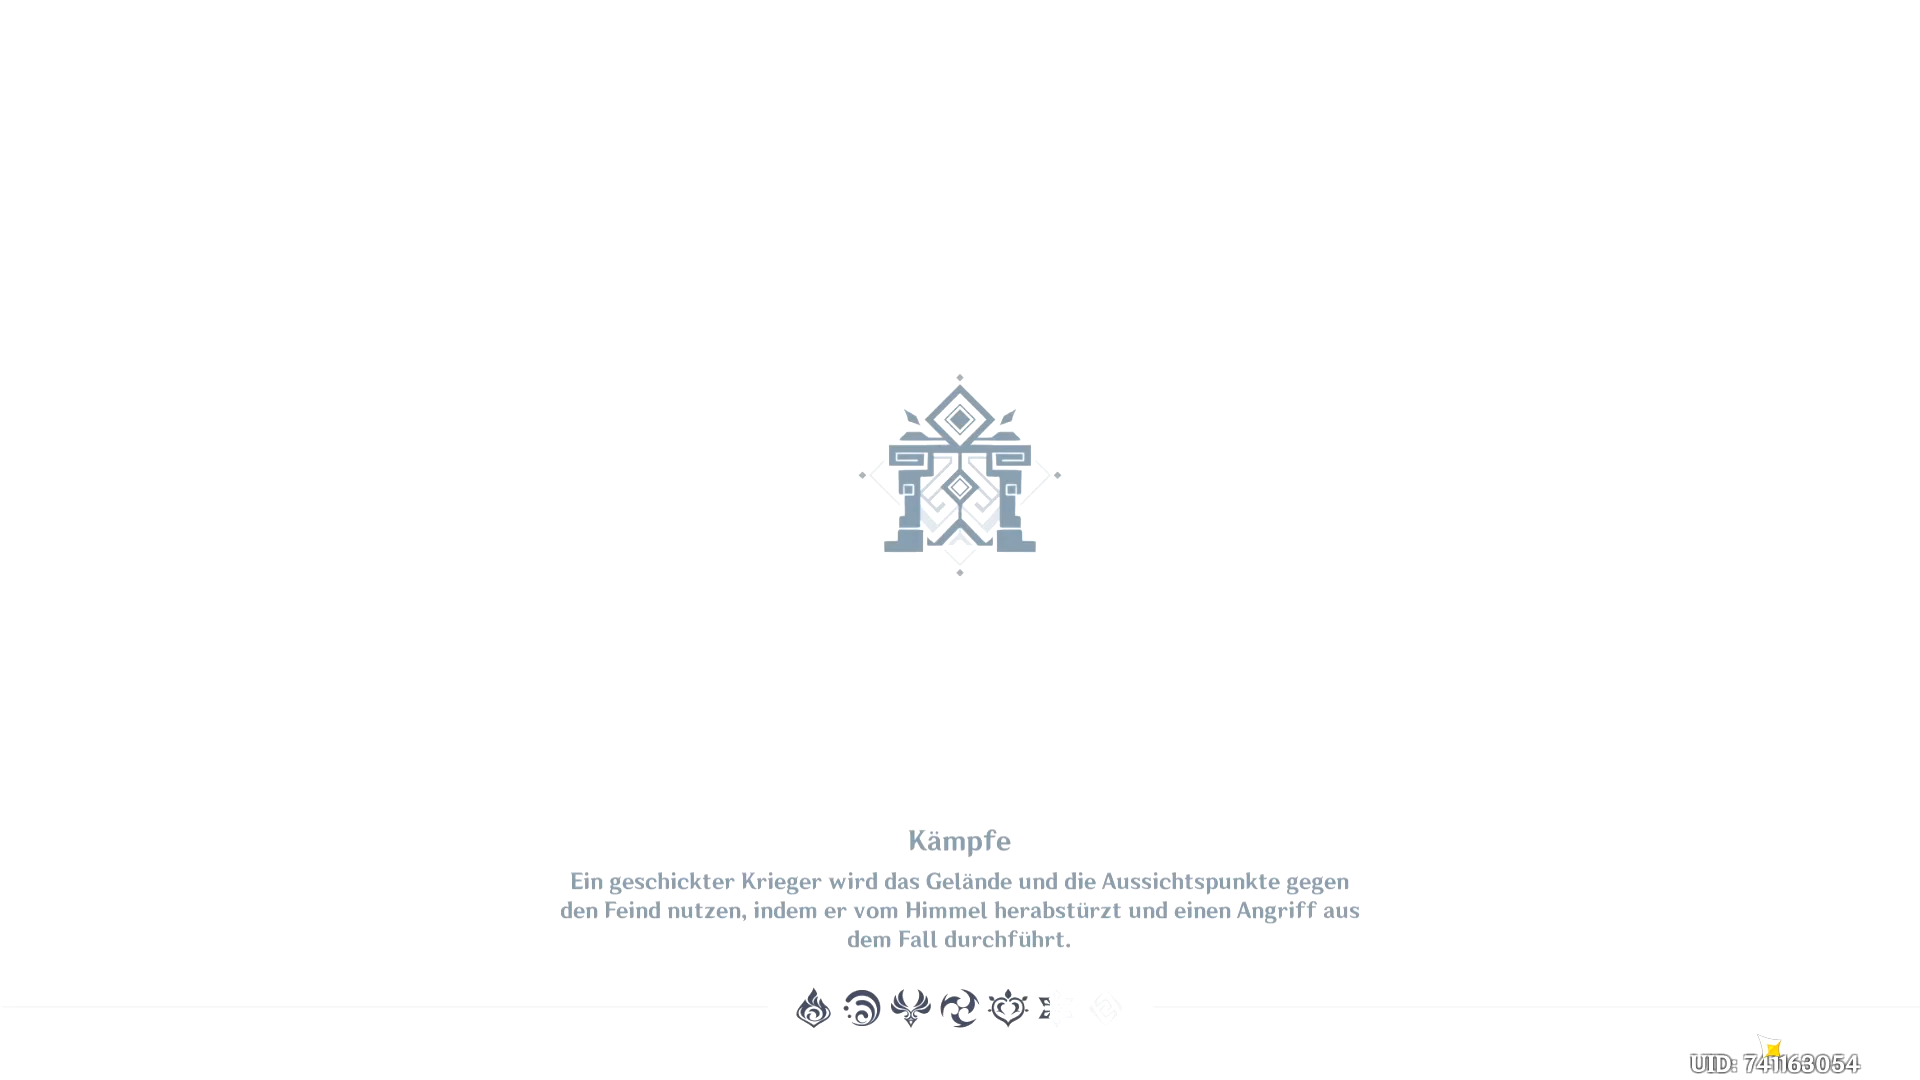 Kämpfe
Ein geschickter Krieger wird das Gelände und die Aussichtspunkte gegen
den Feind nutzen, indem er vom Himmel herabstürzt und einen Angriff aus
dem Fall durchführt.
UID: 741163054